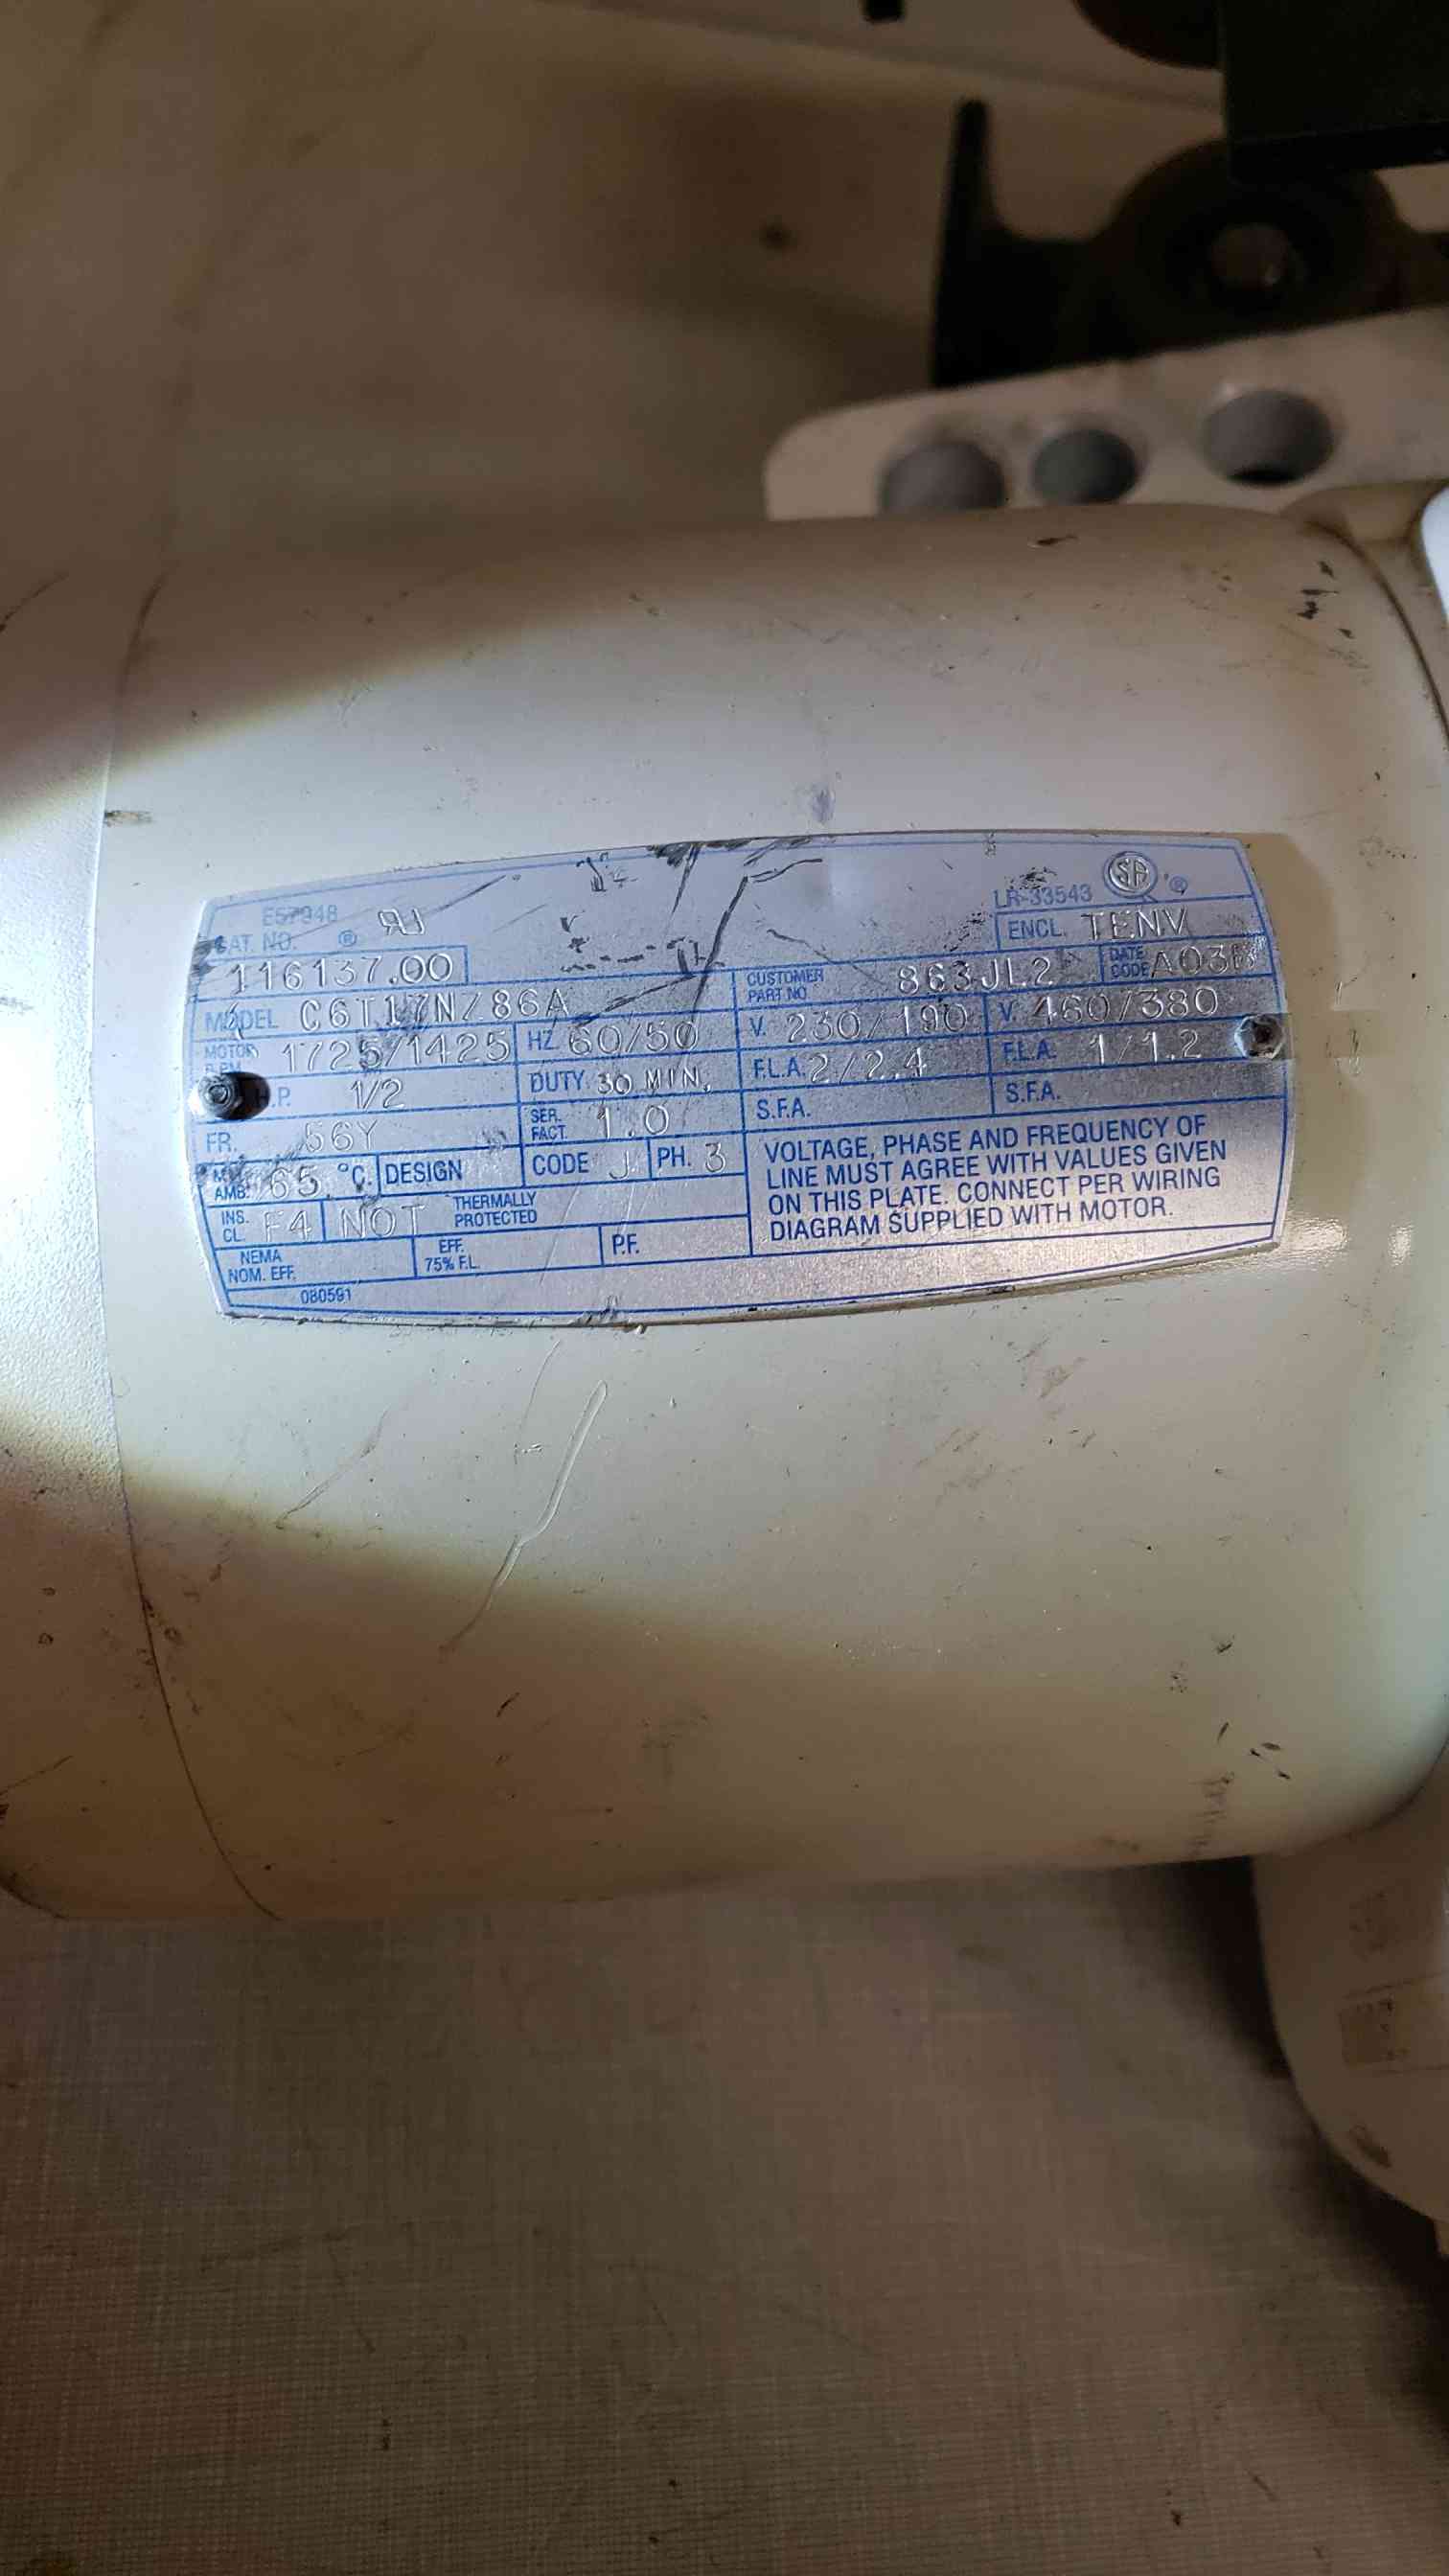 E57948
LR-33543
SA ®
CAT. NO. ®
ENCL. TENV
116137.00
CUSTOMER PART NO 863JL2
DATE CODE
MODEL C6T17NZ86A
MOTOR 1725/1425
HZ 60/50
V. 230/190
V. 460/380
H.P. 1/2
DUTY 30 MIN.
F.L.A. 2/2.4
F.L.A. 1/1.2
FR. 56Y
SER. FACT. 1.0
S.F.A.
S.F.A.
AMB. 65 °C.
DESIGN
CODE J
PH. 3
INS. CL. F4
NOT THERMALLY PROTECTED
VOLTAGE, PHASE AND FREQUENCY OF
LINE MUST AGREE WITH VALUES GIVEN
ON THIS PLATE. CONNECT PER WIRING
DIAGRAM SUPPLIED WITH MOTOR.
NEMA NOM. EFF.
EFF. 75% F.L.
P.F.
080591